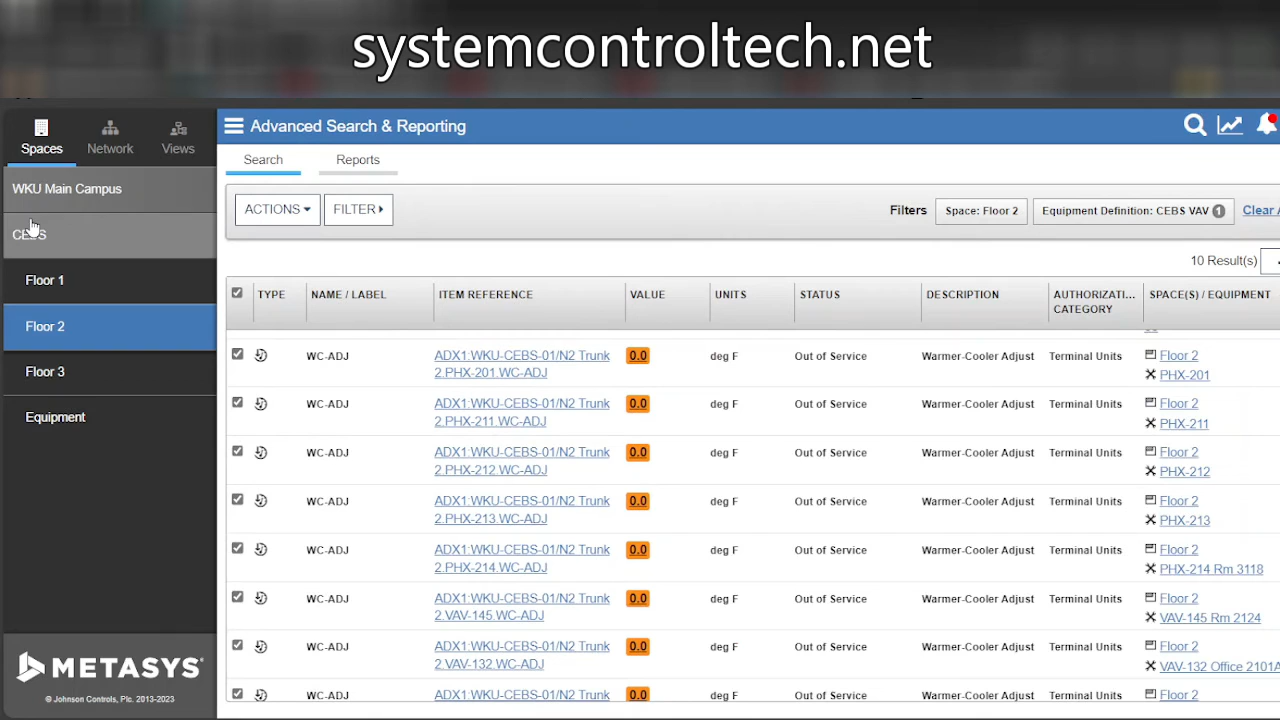 systemcontroltech.net
Spaces
Network
Views
Advanced Search & Reporting
WKU Main Campus
CEBS
Floor 1
Floor 2
Floor 3
Equipment
Search
Reports
ACTIONS
FILTER
Filters
Space: Floor 2
Equipment Definition: CEBS VAV 1
Clear
10 Result(s)
TYPE
NAME / LABEL
ITEM REFERENCE
VALUE
UNITS
STATUS
DESCRIPTION
AUTHORIZATI...
CATEGORY
SPACE(S) / EQUIPMENT
WC-ADJ
ADX1:WKU-CEBS-01/N2 Trunk
2.PHX-201.WC-ADJ
0.0
deg F
Out of Service
Warmer-Cooler Adjust
Terminal Units
Floor 2
PHX-201
WC-ADJ
ADX1:WKU-CEBS-01/N2 Trunk
2.PHX-211.WC-ADJ
0.0
deg F
Out of Service
Warmer-Cooler Adjust
Terminal Units
Floor 2
PHX-211
WC-ADJ
ADX1:WKU-CEBS-01/N2 Trunk
2.PHX-212.WC-ADJ
0.0
deg F
Out of Service
Warmer-Cooler Adjust
Terminal Units
Floor 2
PHX-212
WC-ADJ
ADX1:WKU-CEBS-01/N2 Trunk
2.PHX-213.WC-ADJ
0.0
deg F
Out of Service
Warmer-Cooler Adjust
Terminal Units
Floor 2
PHX-213
WC-ADJ
ADX1:WKU-CEBS-01/N2 Trunk
2.PHX-214.WC-ADJ
0.0
deg F
Out of Service
Warmer-Cooler Adjust
Terminal Units
Floor 2
PHX-214 Rm 3118
WC-ADJ
ADX1:WKU-CEBS-01/N2 Trunk
2.VAV-145.WC-ADJ
0.0
deg F
Out of Service
Warmer-Cooler Adjust
Terminal Units
Floor 2
VAV-145 Rm 2124
WC-ADJ
ADX1:WKU-CEBS-01/N2 Trunk
2.VAV-132.WC-ADJ
0.0
deg F
Out of Service
Warmer-Cooler Adjust
Terminal Units
Floor 2
VAV-132 Office 2101A
WC-ADJ
ADX1:WKU-CEBS-01/N2 Trunk
0.0
deg F
Out of Service
Warmer-Cooler Adjust
Terminal Units
Floor 2
METASYS®
© Johnson Controls, Plc. 2013-2023